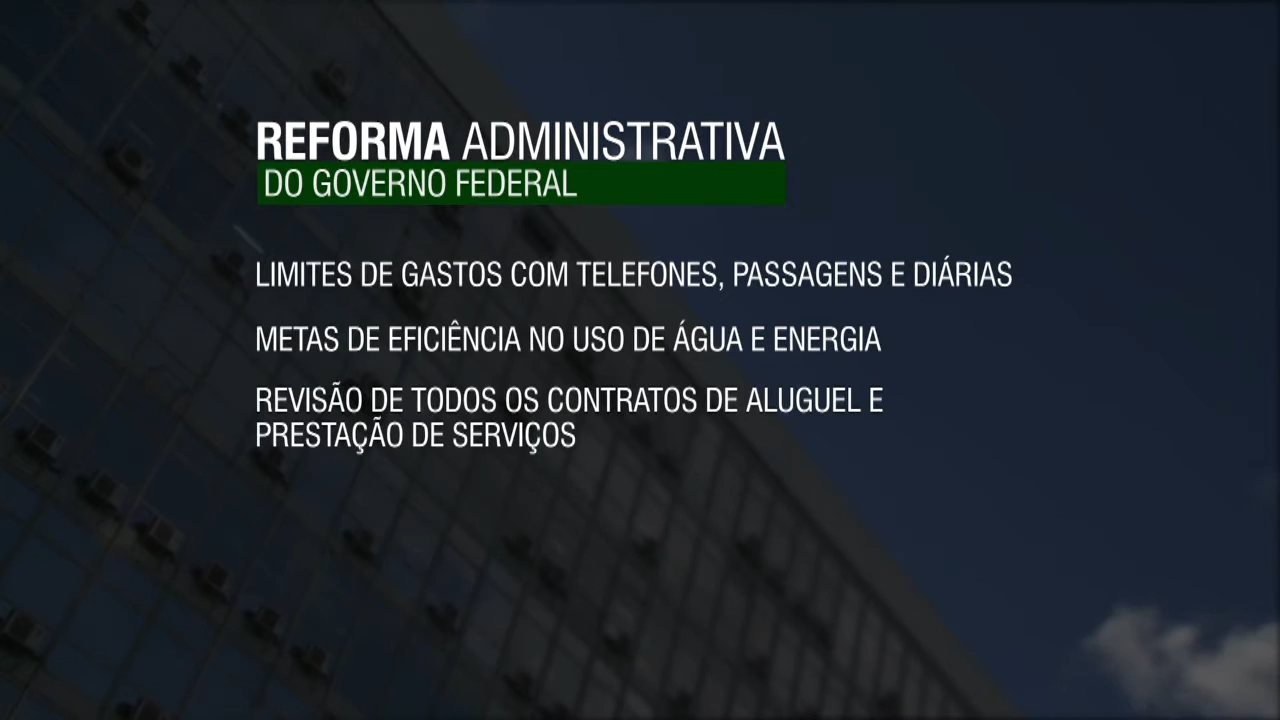 REFORMA ADMINISTRATIVA
DO GOVERNO FEDERAL
LIMITES DE GASTOS COM TELEFONES, PASSAGENS E DIÁRIAS
METAS DE EFICIÊNCIA NO USO DE ÁGUA E ENERGIA
REVISÃO DE TODOS OS CONTRATOS DE ALUGUEL E
PRESTAÇÃO DE SERVIÇOS